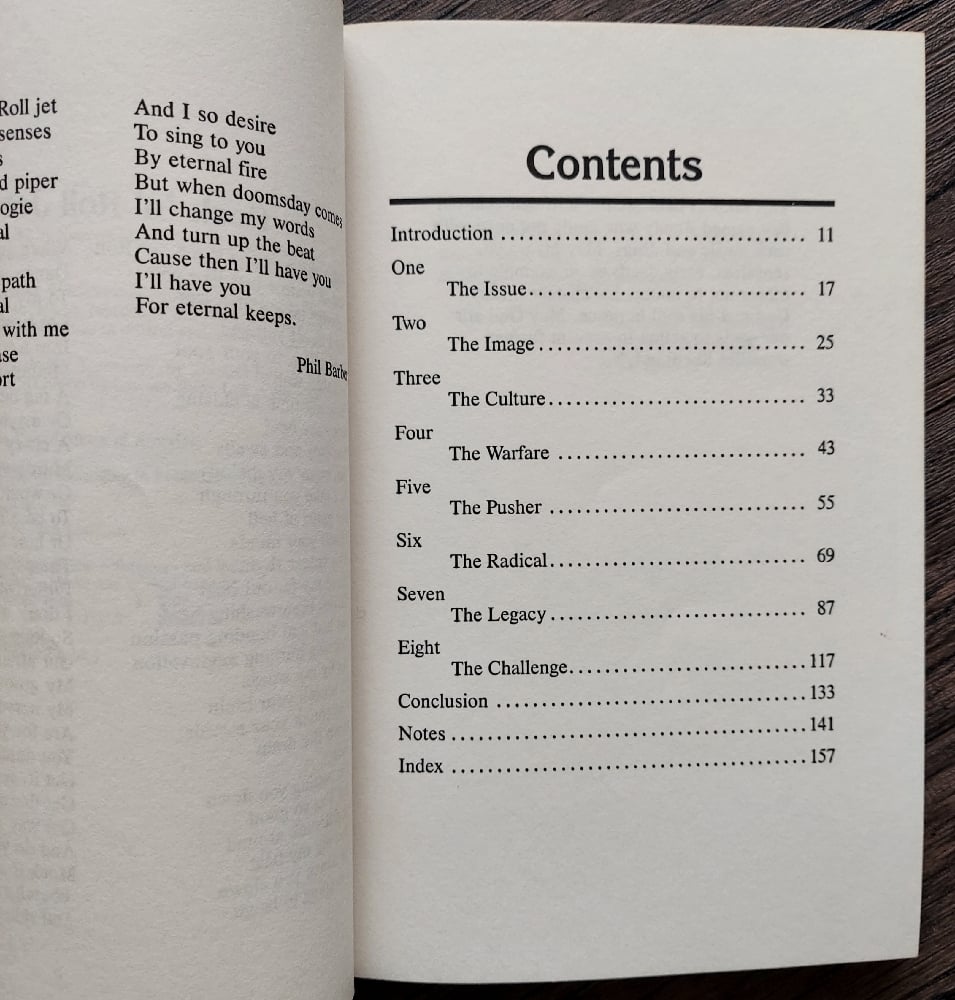 Roll jet
senses
s
d piper
ogie
al
path
al
with me
ase
ort
And I so desire
To sing to you
By eternal fire
But when doomsday comes
I'll change my words
And turn up the beat
Cause then I'll have you
I'll have you
For eternal keeps.
Phil Barbe
Contents
Introduction .............................. 11
One
The Issue.............................. 17
Two
The Image.............................. 25
Three
The Culture.............................. 33
Four
The Warfare .............................. 43
Five
The Pusher .............................. 55
Six
The Radical.............................. 69
Seven
The Legacy.............................. 87
Eight
The Challenge..............................117
Conclusion ..............................133
Notes..............................141
Index ..............................157